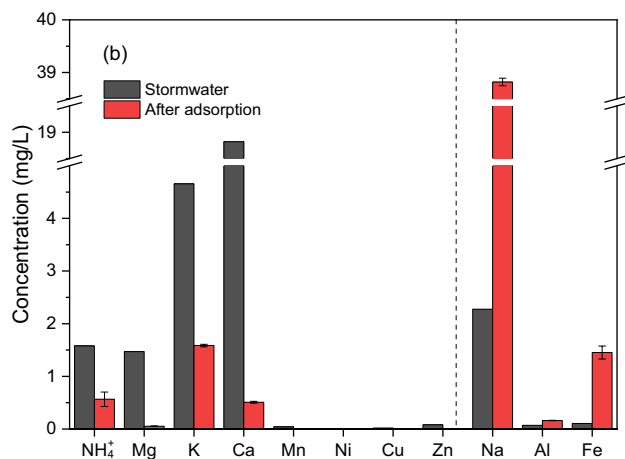 40
(b)
39
Stormwater
After adsorption
19
Concentration (mg/L)
4
3
2
1
0
NH₄⁺ Mg K Ca Mn Ni Cu Zn Na Al Fe